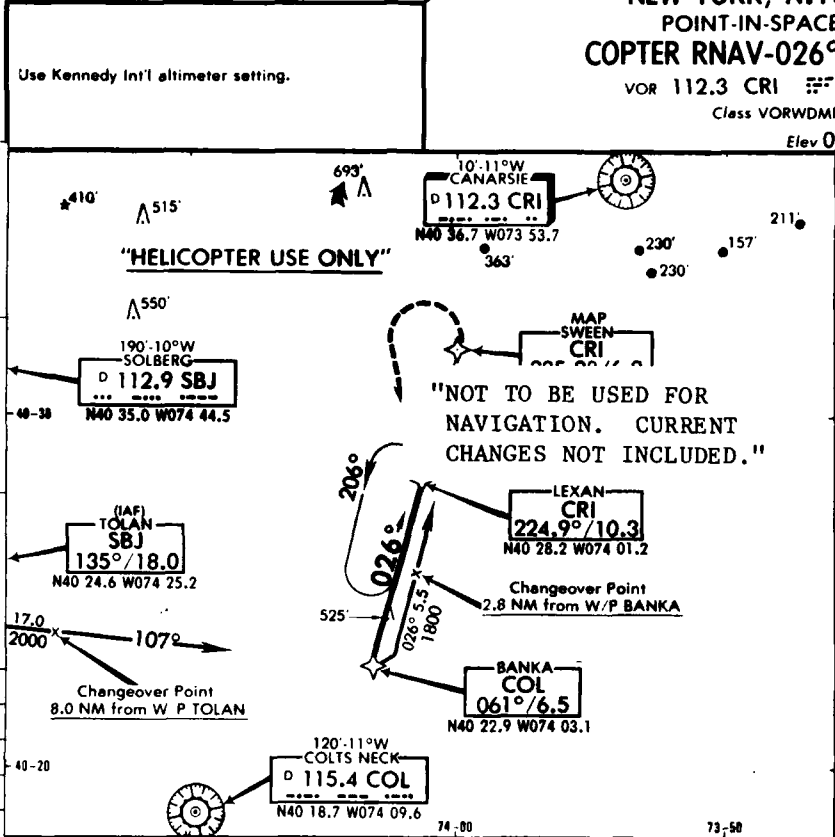 POINT-IN-SPACE
COPTER RNAV-026°
VOR 112.3 CRI
Class VORWDME
Elev 0
Use Kennedy Int'l altimeter setting.
410'
515'
693'
10'-11°W
CANARSIE
D 112.3 CRI
N40 36.7 W073 53.7
363'
230'
230'
157'
211'
"HELICOPTER USE ONLY"
550'
190'-10°W
SOLBERG
D 112.9 SBJ
N40 35.0 W074 44.5
MAP
SWEEN
CRI
40-30
"NOT TO BE USED FOR
NAVIGATION. CURRENT
CHANGES NOT INCLUDED."
206°
026°
LEXAN
CRI
224.9°/10.3
N40 28.2 W074 01.2
(IAF)
TOLAN
SBJ
135°/18.0
N40 24.6 W074 25.2
Changeover Point
2.8 NM from W/P BANKA
525'
026° 5.5
1800
17.0
2000
107°
Changeover Point
8.0 NM from W P TOLAN
BANKA
COL
061°/6.5
N40 22.9 W074 03.1
40-20
120'-11°W
COLTS NECK
D 115.4 COL
N40 18.7 W074 09.6
74-00
73-50